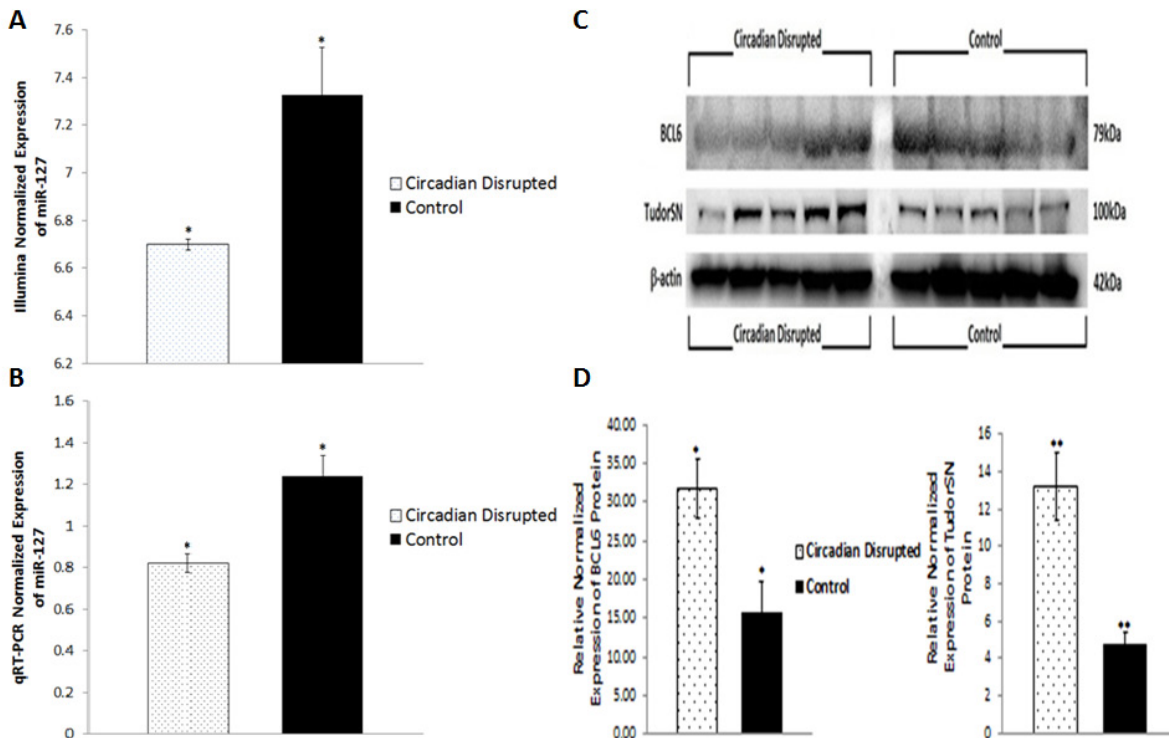 A
7.6
7.4
7.2
7
6.8
6.6
6.4
6.2
Illumina Normalized Expression
of miR-127
*
*
Circadian Disrupted
Control
B
1.6
1.4
1.2
1
0.8
0.6
0.4
0.2
0
qRT-PCR Normalized Expression
of miR-127
*
*
Circadian Disrupted
Control
C
Circadian Disrupted
Control
BCL6
79kDa
TudorSN
100kDa
β-actin
42kDa
Circadian Disrupted
Control
D
40.00
35.00
30.00
25.00
20.00
15.00
10.00
5.00
0.00
Relative Normalized
Expression of BCL6 Protein
Circadian Disrupted
Control
16
14
12
10
8
6
4
2
0
Relative Normalized
Expression of TudorSN
Protein